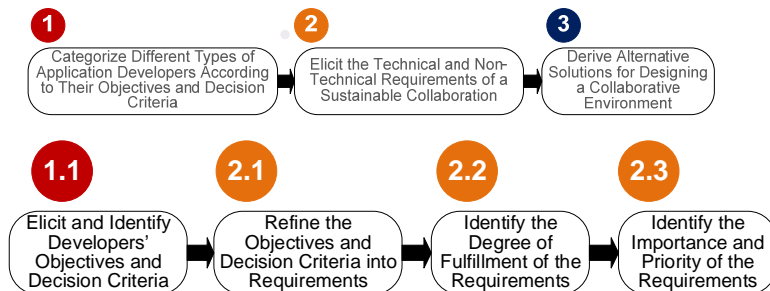 1
2
3
Categorize Different Types of
Application Developers According
to Their Objectives and Decision
Criteria
Elicit the Technical and Non-
Technical Requirements of a
Sustainable Collaboration
Derive Alternative
Solutions for Designing
a Collaborative
Environment
1.1
2.1
2.2
2.3
Elicit and Identify
Developers'
Objectives and
Decision Criteria
Refine the
Objectives and
Decision Criteria into
Requirements
Identify the
Degree of
Fulfillment of the
Requirements
Identify the
Importance and
Priority of the
Requirements